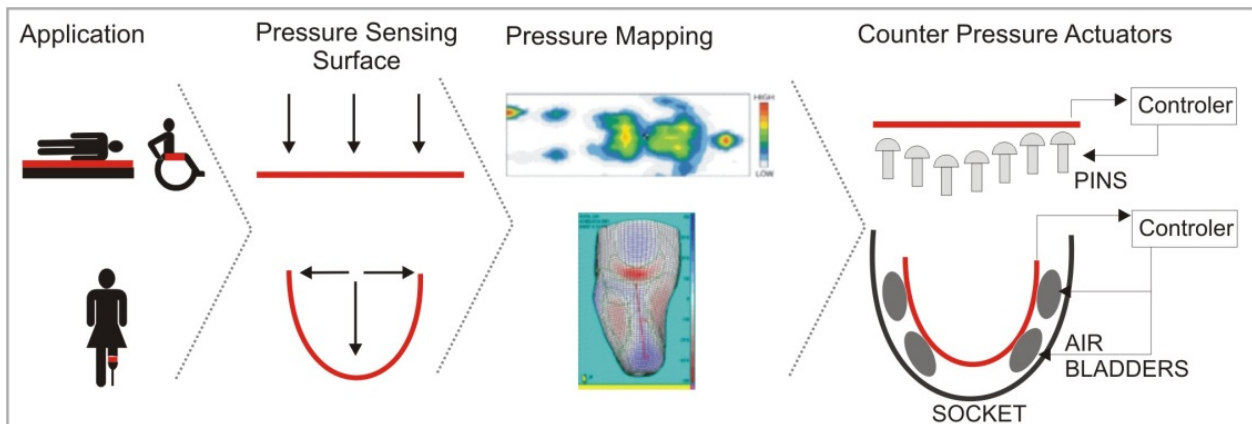 Application
Pressure Sensing
Surface
Pressure Mapping
HIGH
LOW
Counter Pressure Actuators
Controler
PINS
Controler
AIR
BLADDERS
SOCKET